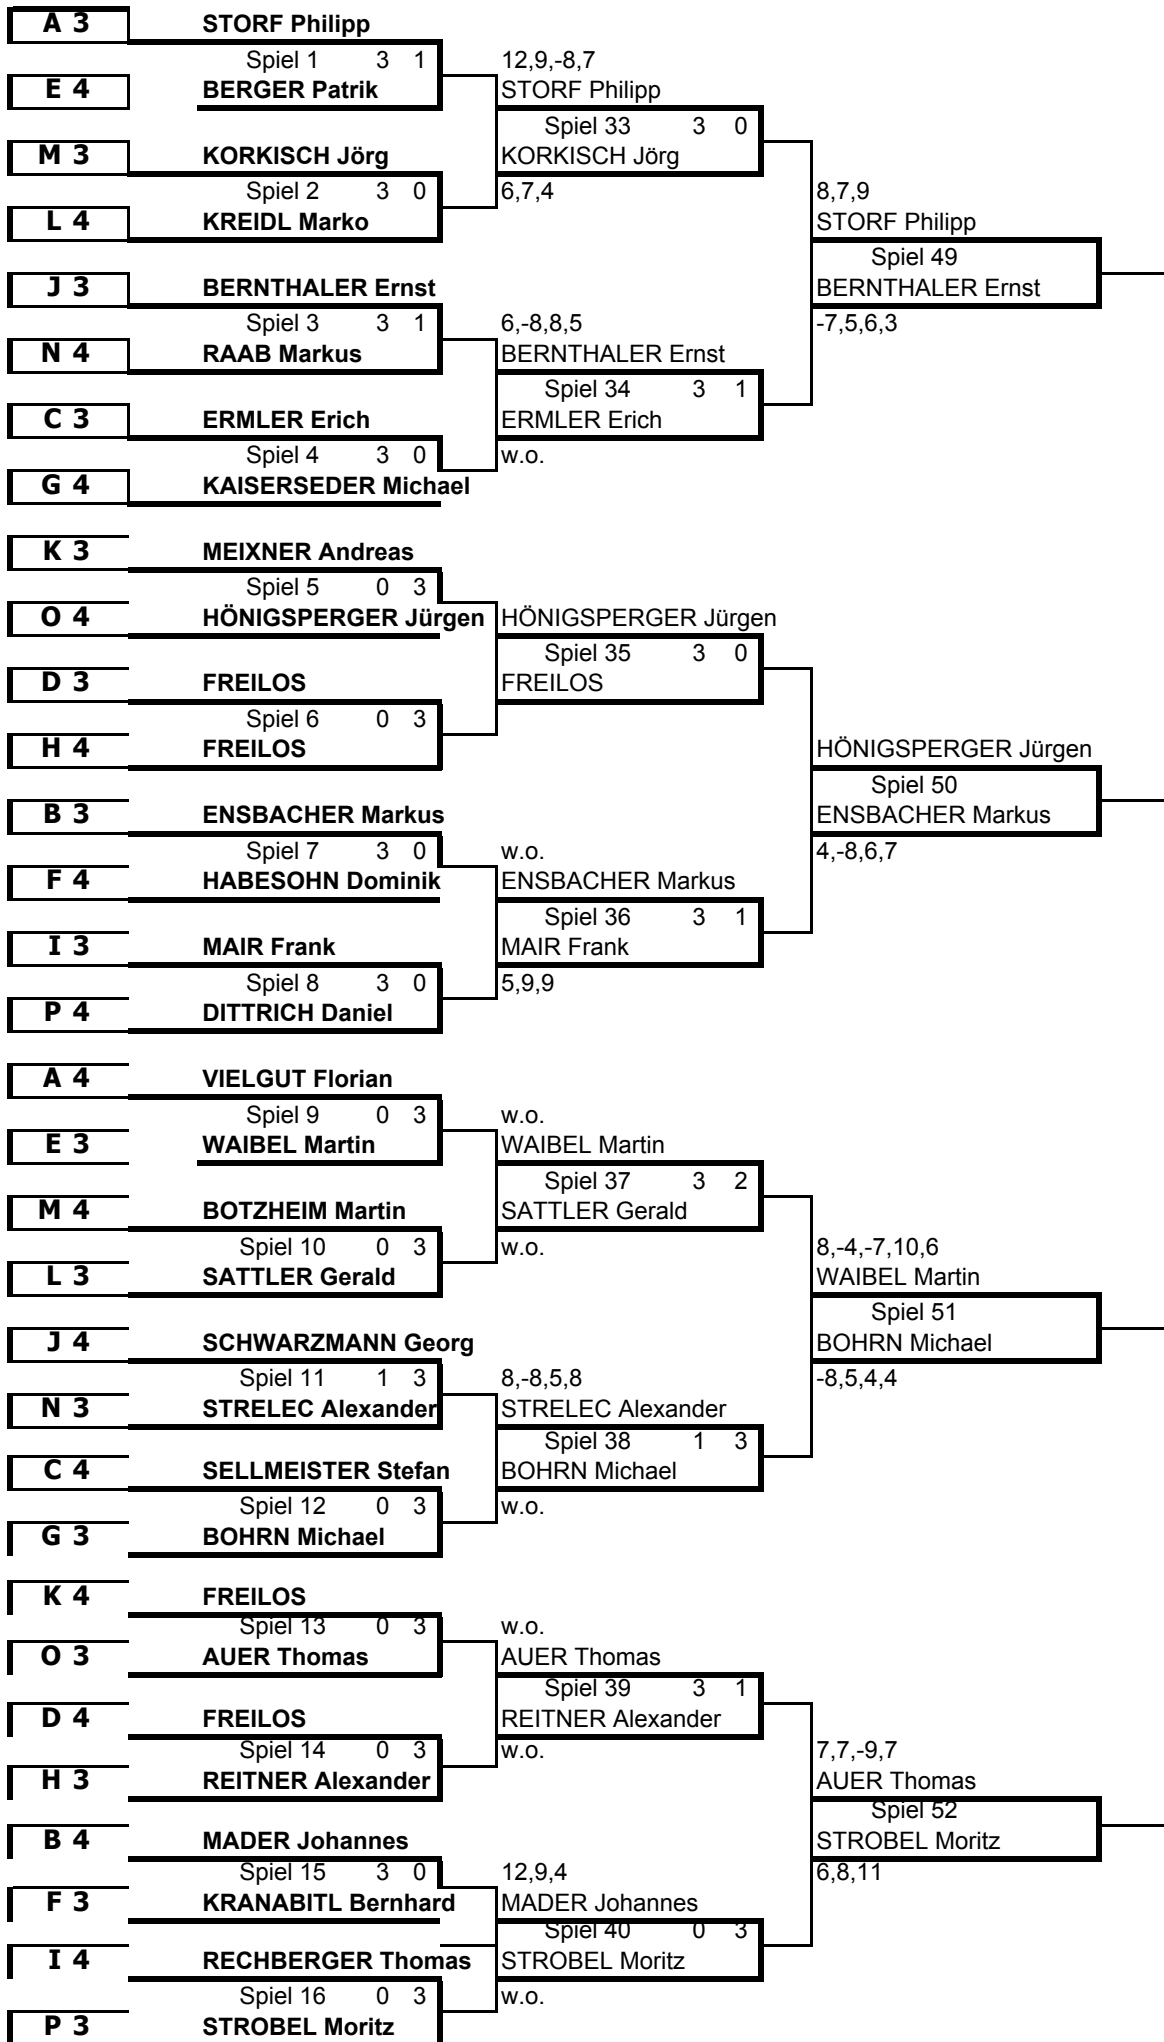 A 3 STORF Philipp
Spiel 1 3 1 12,9,-8,7
E 4 BERGER Patrik STORF Philipp
Spiel 33 3 0
M 3 KORKISCH Jörg KORKISCH Jörg
Spiel 2 3 0 6,7,4 8,7,9
L 4 KREIDL Marko STORF Philipp
Spiel 49
J 3 BERNTHALER Ernst BERNTHALER Ernst
Spiel 3 3 1 6,-8,8,5 -7,5,6,3
N 4 RAAB Markus BERNTHALER Ernst
Spiel 34 3 1
C 3 ERMLER Erich ERMLER Erich
Spiel 4 3 0 w.o.
G 4 KAISERSEDER Michael
K 3 MEIXNER Andreas
Spiel 5 0 3
O 4 HÖNIGSPERGER Jürgen HÖNIGSPERGER Jürgen
Spiel 35 3 0
D 3 FREILOS FREILOS
Spiel 6 0 3
H 4 FREILOS HÖNIGSPERGER Jürgen
Spiel 50
B 3 ENSBACHER Markus ENSBACHER Markus
Spiel 7 3 0 w.o. 4,-8,6,7
F 4 HABESOHN Dominik ENSBACHER Markus
Spiel 36 3 1
I 3 MAIR Frank MAIR Frank
Spiel 8 3 0 5,9,9
P 4 DITTRICH Daniel
A 4 VIELGUT Florian
Spiel 9 0 3 w.o.
E 3 WAIBEL Martin WAIBEL Martin
Spiel 37 3 2
M 4 BOTZHEIM Martin SATTLER Gerald
Spiel 10 0 3 w.o. 8,-4,-7,10,6
L 3 SATTLER Gerald WAIBEL Martin
Spiel 51
J 4 SCHWARZMANN Georg BOHRN Michael
Spiel 11 1 3 8,-8,5,8 -8,5,4,4
N 3 STRELEC Alexander STRELEC Alexander
Spiel 38 1 3
C 4 SELLMEISTER Stefan BOHRN Michael
Spiel 12 0 3 w.o.
G 3 BOHRN Michael
K 4 FREILOS
Spiel 13 0 3 w.o.
O 3 AUER Thomas AUER Thomas
Spiel 39 3 1
D 4 FREILOS REITNER Alexander
Spiel 14 0 3 w.o. 7,7,-9,7
H 3 REITNER Alexander AUER Thomas
Spiel 52
B 4 MADER Johannes STROBEL Moritz
Spiel 15 3 0 12,9,4 6,8,11
F 3 KRANABITL Bernhard MADER Johannes
Spiel 40 0 3
I 4 RECHBERGER Thomas STROBEL Moritz
Spiel 16 0 3 w.o.
P 3 STROBEL Moritz